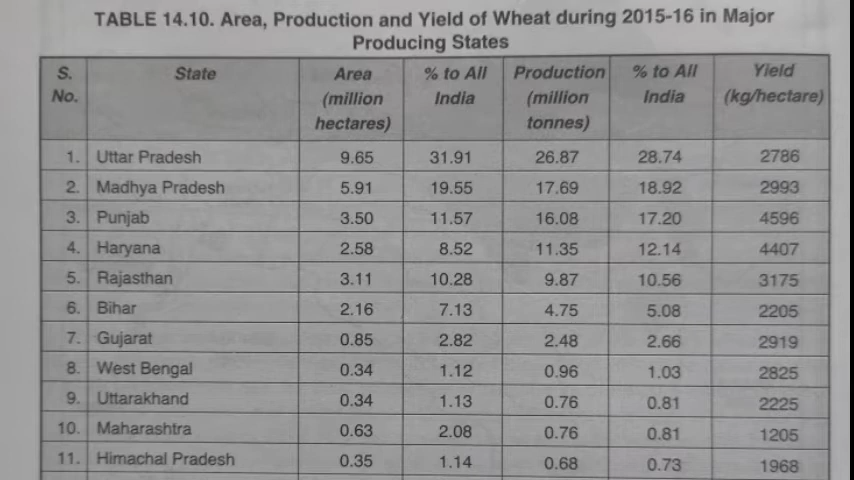 TABLE 14.10. Area, Production and Yield of Wheat during 2015-16 in Major
Producing States
S. No. State Area (million hectares) % to All India Production (million tonnes) % to All India Yield (kg/hectare)
1. Uttar Pradesh 9.65 31.91 26.87 28.74 2786
2. Madhya Pradesh 5.91 19.55 17.69 18.92 2993
3. Punjab 3.50 11.57 16.08 17.20 4596
4. Haryana 2.58 8.52 11.35 12.14 4407
5. Rajasthan 3.11 10.28 9.87 10.56 3175
6. Bihar 2.16 7.13 4.75 5.08 2205
7. Gujarat 0.85 2.82 2.48 2.66 2919
8. West Bengal 0.34 1.12 0.96 1.03 2825
9. Uttarakhand 0.34 1.13 0.76 0.81 2225
10. Maharashtra 0.63 2.08 0.76 0.81 1205
11. Himachal Pradesh 0.35 1.14 0.68 0.73 1968